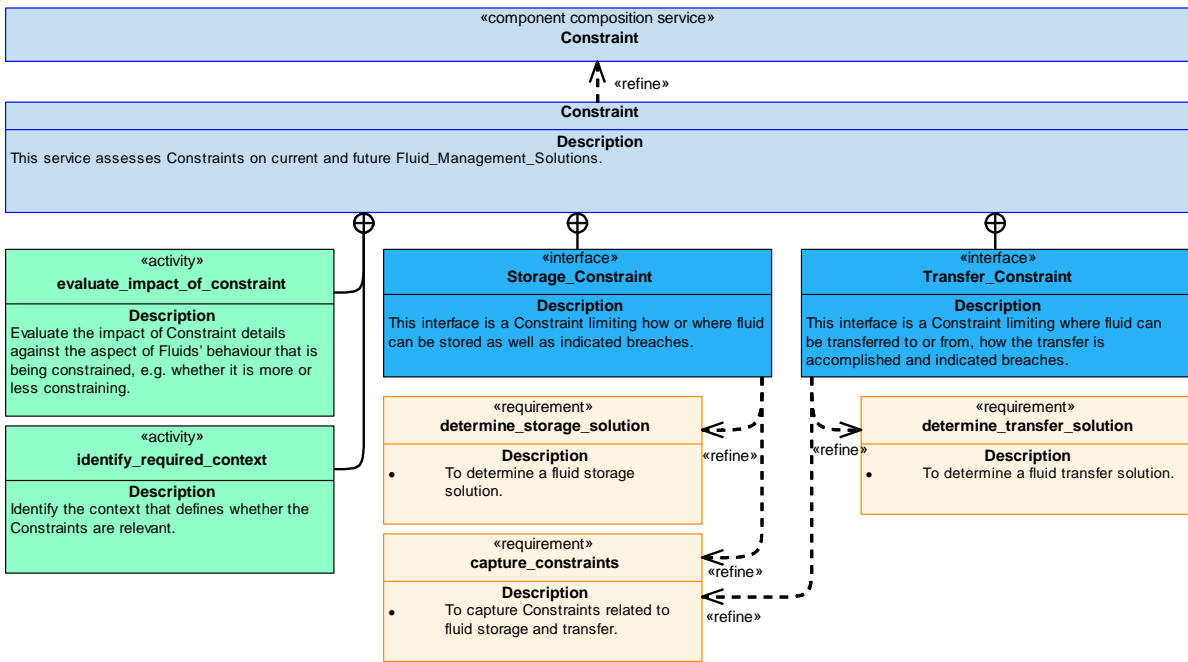 «component composition service»
Constraint
«refine»
Constraint
Description
This service assesses Constraints on current and future Fluid_Management_Solutions.
«activity»
evaluate_impact_of_constraint
Description
Evaluate the impact of Constraint details
against the aspect of Fluids' behaviour that is
being constrained, e.g. whether it is more or
less constraining.
«activity»
identify_required_context
Description
Identify the context that defines whether the
Constraints are relevant.
«interface»
Storage_Constraint
Description
This interface is a Constraint limiting how or where fluid
can be stored as well as indicated breaches.
«interface»
Transfer_Constraint
Description
This interface is a Constraint limiting where fluid can
be transferred to or from, how the transfer is
accomplished and indicated breaches.
«requirement»
determine_storage_solution
Description
• To determine a fluid storage
solution.
«refine»
«refine»
«requirement»
determine_transfer_solution
Description
• To determine a fluid transfer solution.
«requirement»
capture_constraints
Description
• To capture Constraints related to
fluid storage and transfer.
«refine»
«refine»